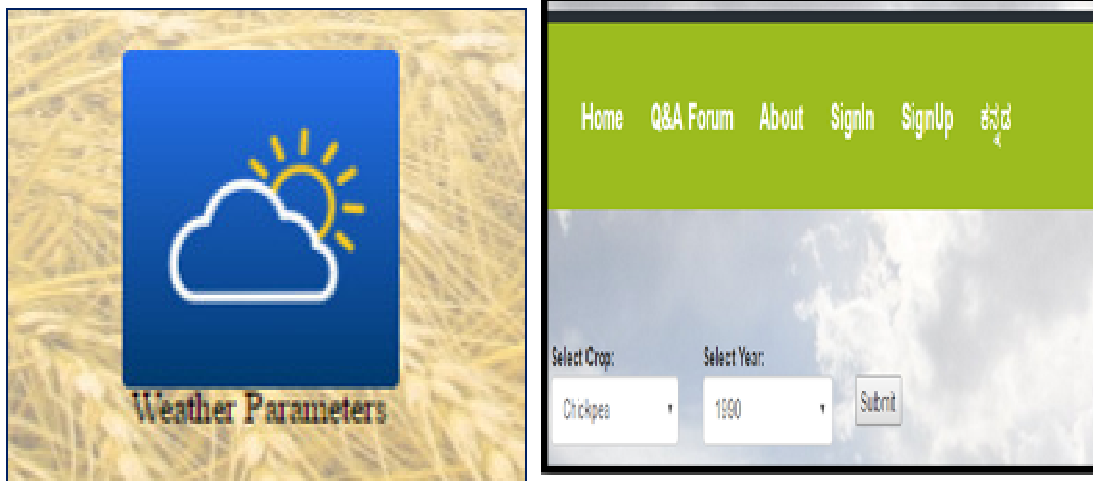 Weather Parameters
Home Q&A Forum About SignIn SignUp ಕನ್ನಡ
Select Crop: Select Year:
Chickpea 1990 Submit